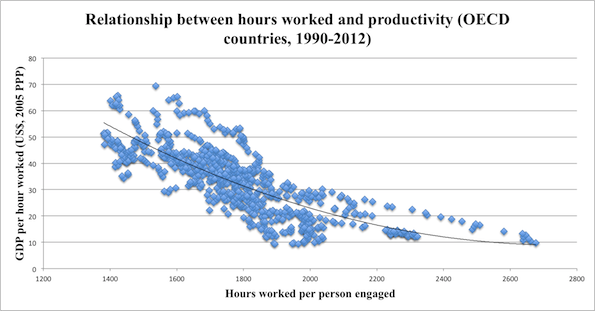 Relationship between hours worked and productivity (OECD
countries, 1990-2012)
GDP per hour worked (US$, 2005 PPP)
80
70
60
50
40
30
20
10
0
1200 1400 1600 1800 2000 2200 2400 2600 2800
Hours worked per person engaged